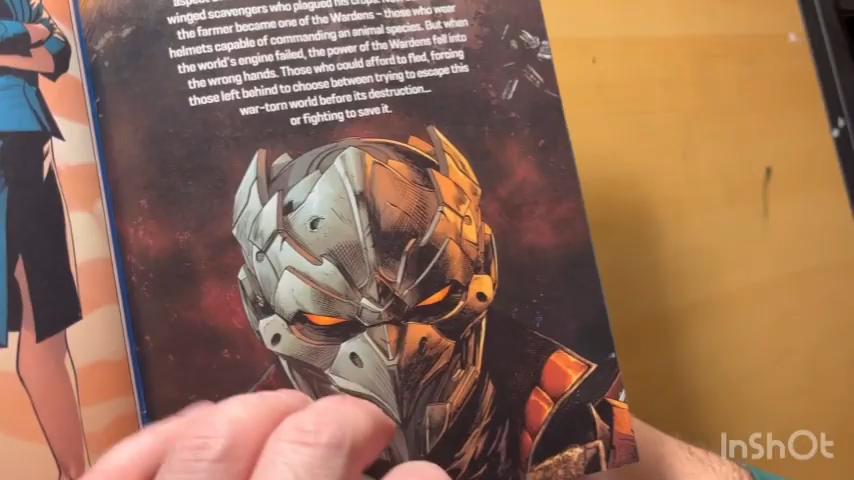 winged scavengers who plagued his crops. Now
the farmer became one of the Wardens – those who wear
helmets capable of commanding an animal species. But when
the world's engine failed, the power of the Wardens fell into
the wrong hands. Those who could afford to fled, forcing
those left behind to choose between trying to escape this
war-torn world before its destruction...
or fighting to save it.
InShOt